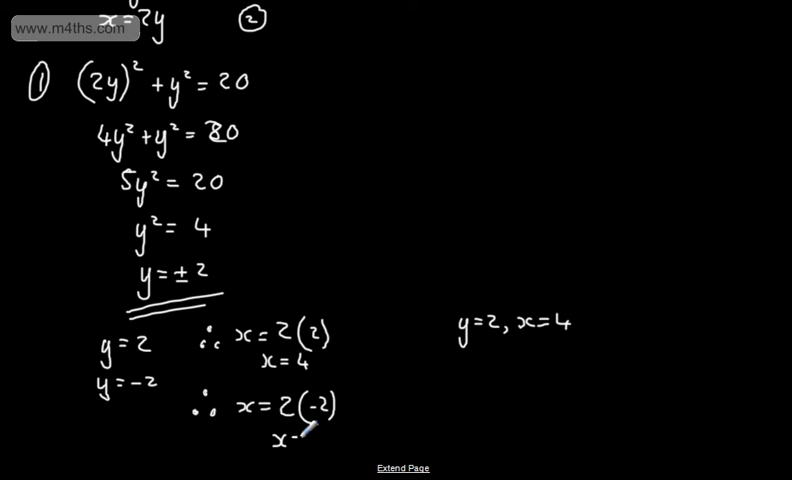 x = 2y ②
www.m4ths.com
① (2y)² + y² = 20
4y² + y² = 20
5y² = 20
y² = 4
y = ± 2
y = 2 ∴ x = 2(2) y=2, x=4
x = 4
y = -2
∴ x = 2(-2)
x =
Extend Page